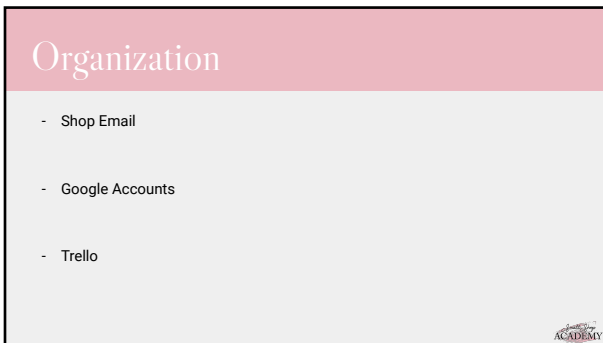 Organization
- Shop Email
- Google Accounts
- Trello
ACADEMY